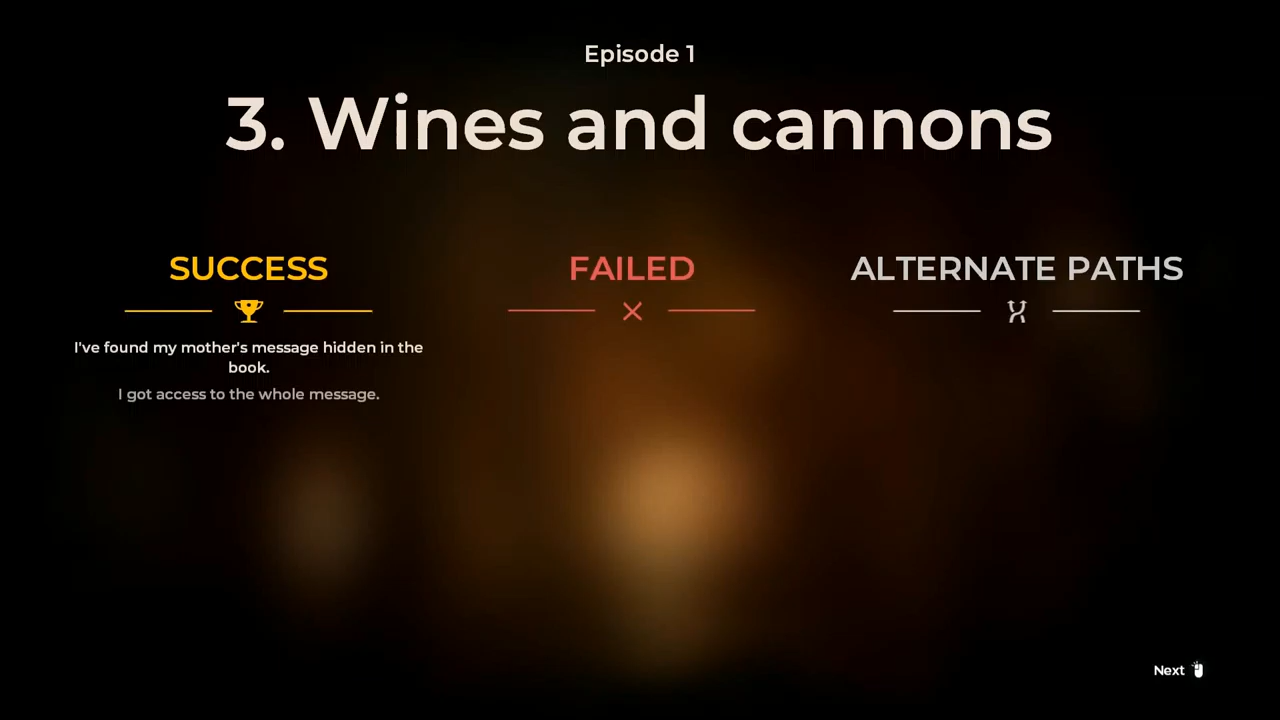 Episode 1
3. Wines and cannons
SUCCESS
I've found my mother's message hidden in the
book.
I got access to the whole message.
FAILED
ALTERNATE PATHS
Next